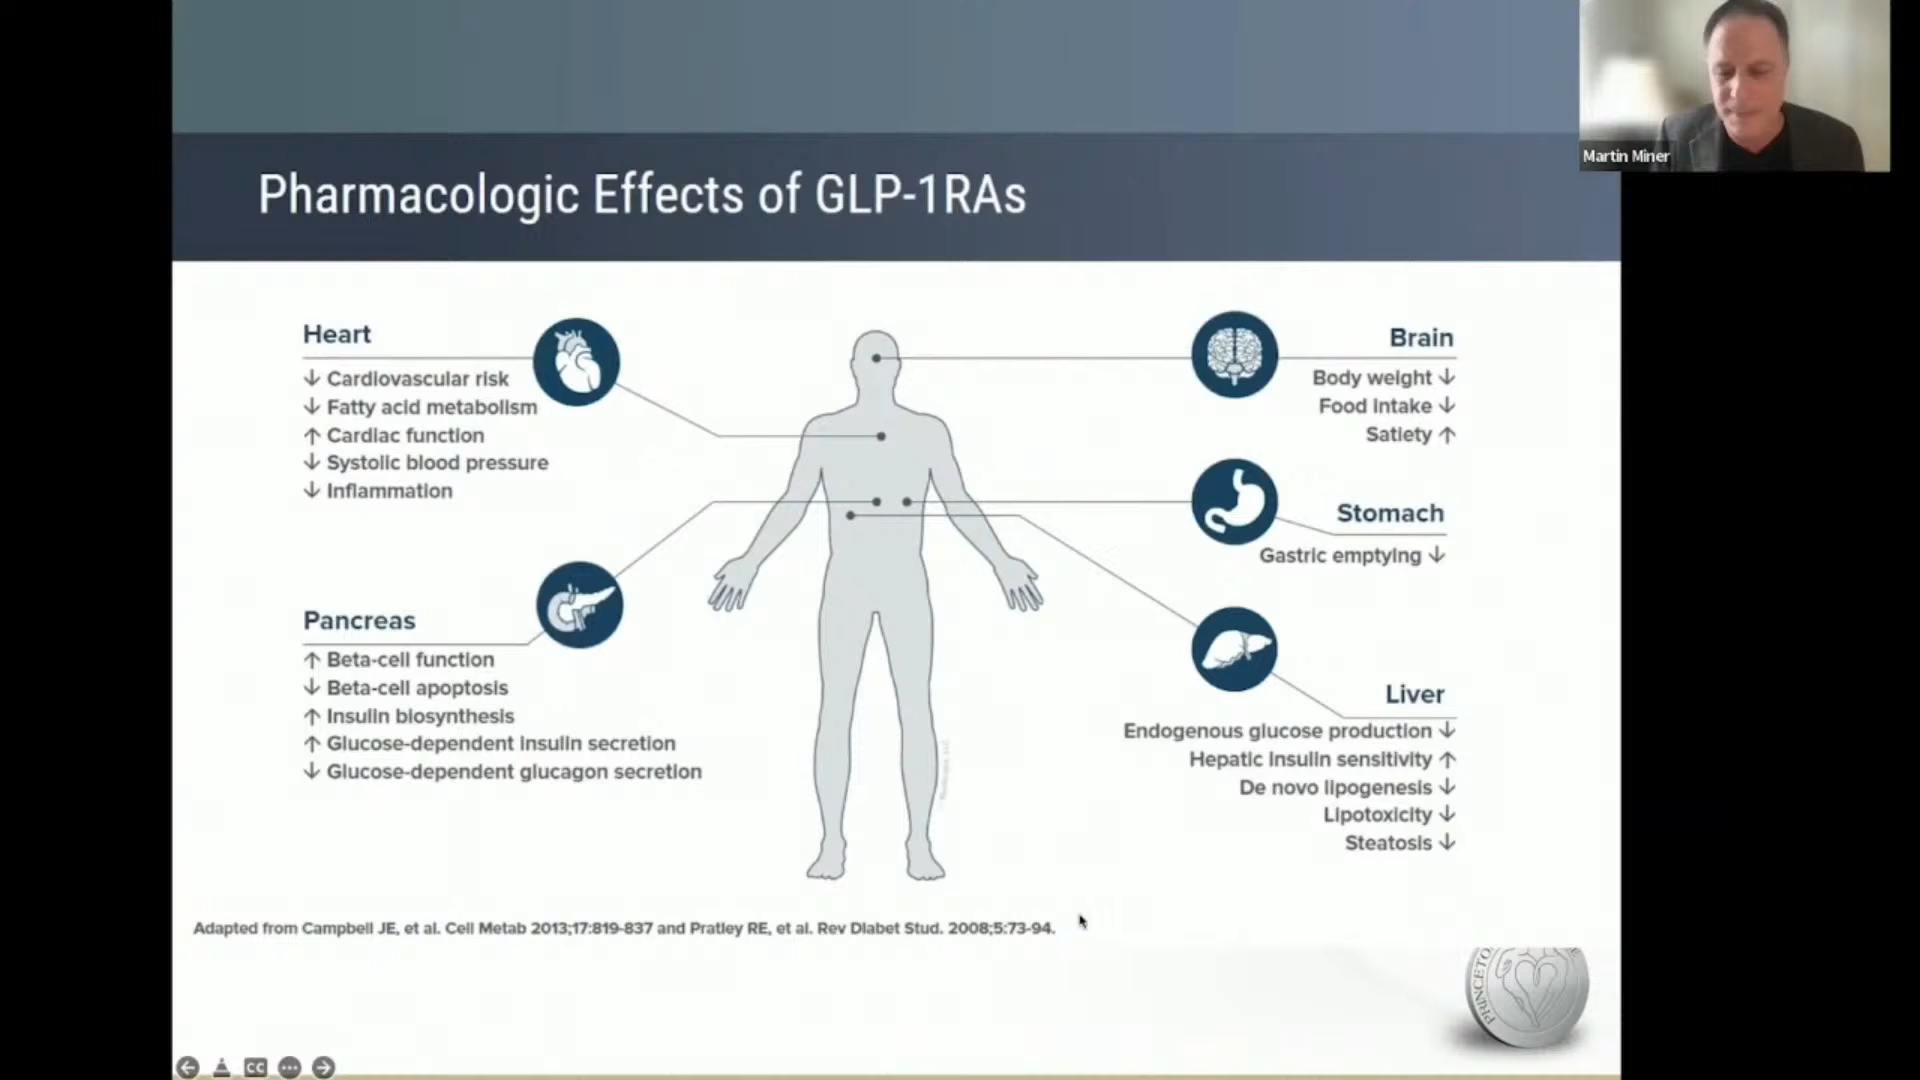 Martin Miner
Pharmacologic Effects of GLP-1RAs
Heart
↓ Cardiovascular risk
↓ Fatty acid metabolism
↑ Cardiac function
↓ Systolic blood pressure
↓ Inflammation
Pancreas
↑ Beta-cell function
↓ Beta-cell apoptosis
↑ Insulin biosynthesis
↑ Glucose-dependent insulin secretion
↓ Glucose-dependent glucagon secretion
Brain
Body weight ↓
Food intake ↓
Satiety ↑
Stomach
Gastric emptying ↓
Liver
Endogenous glucose production ↓
Hepatic insulin sensitivity ↑
De novo lipogenesis ↓
Lipotoxicity ↓
Steatosis ↓
Adapted from Campbell JE, et al. Cell Metab 2013;17:819-837 and Pratley RE, et al. Rev Diabet Stud. 2008;5:73-94.
PRINCETO
CC